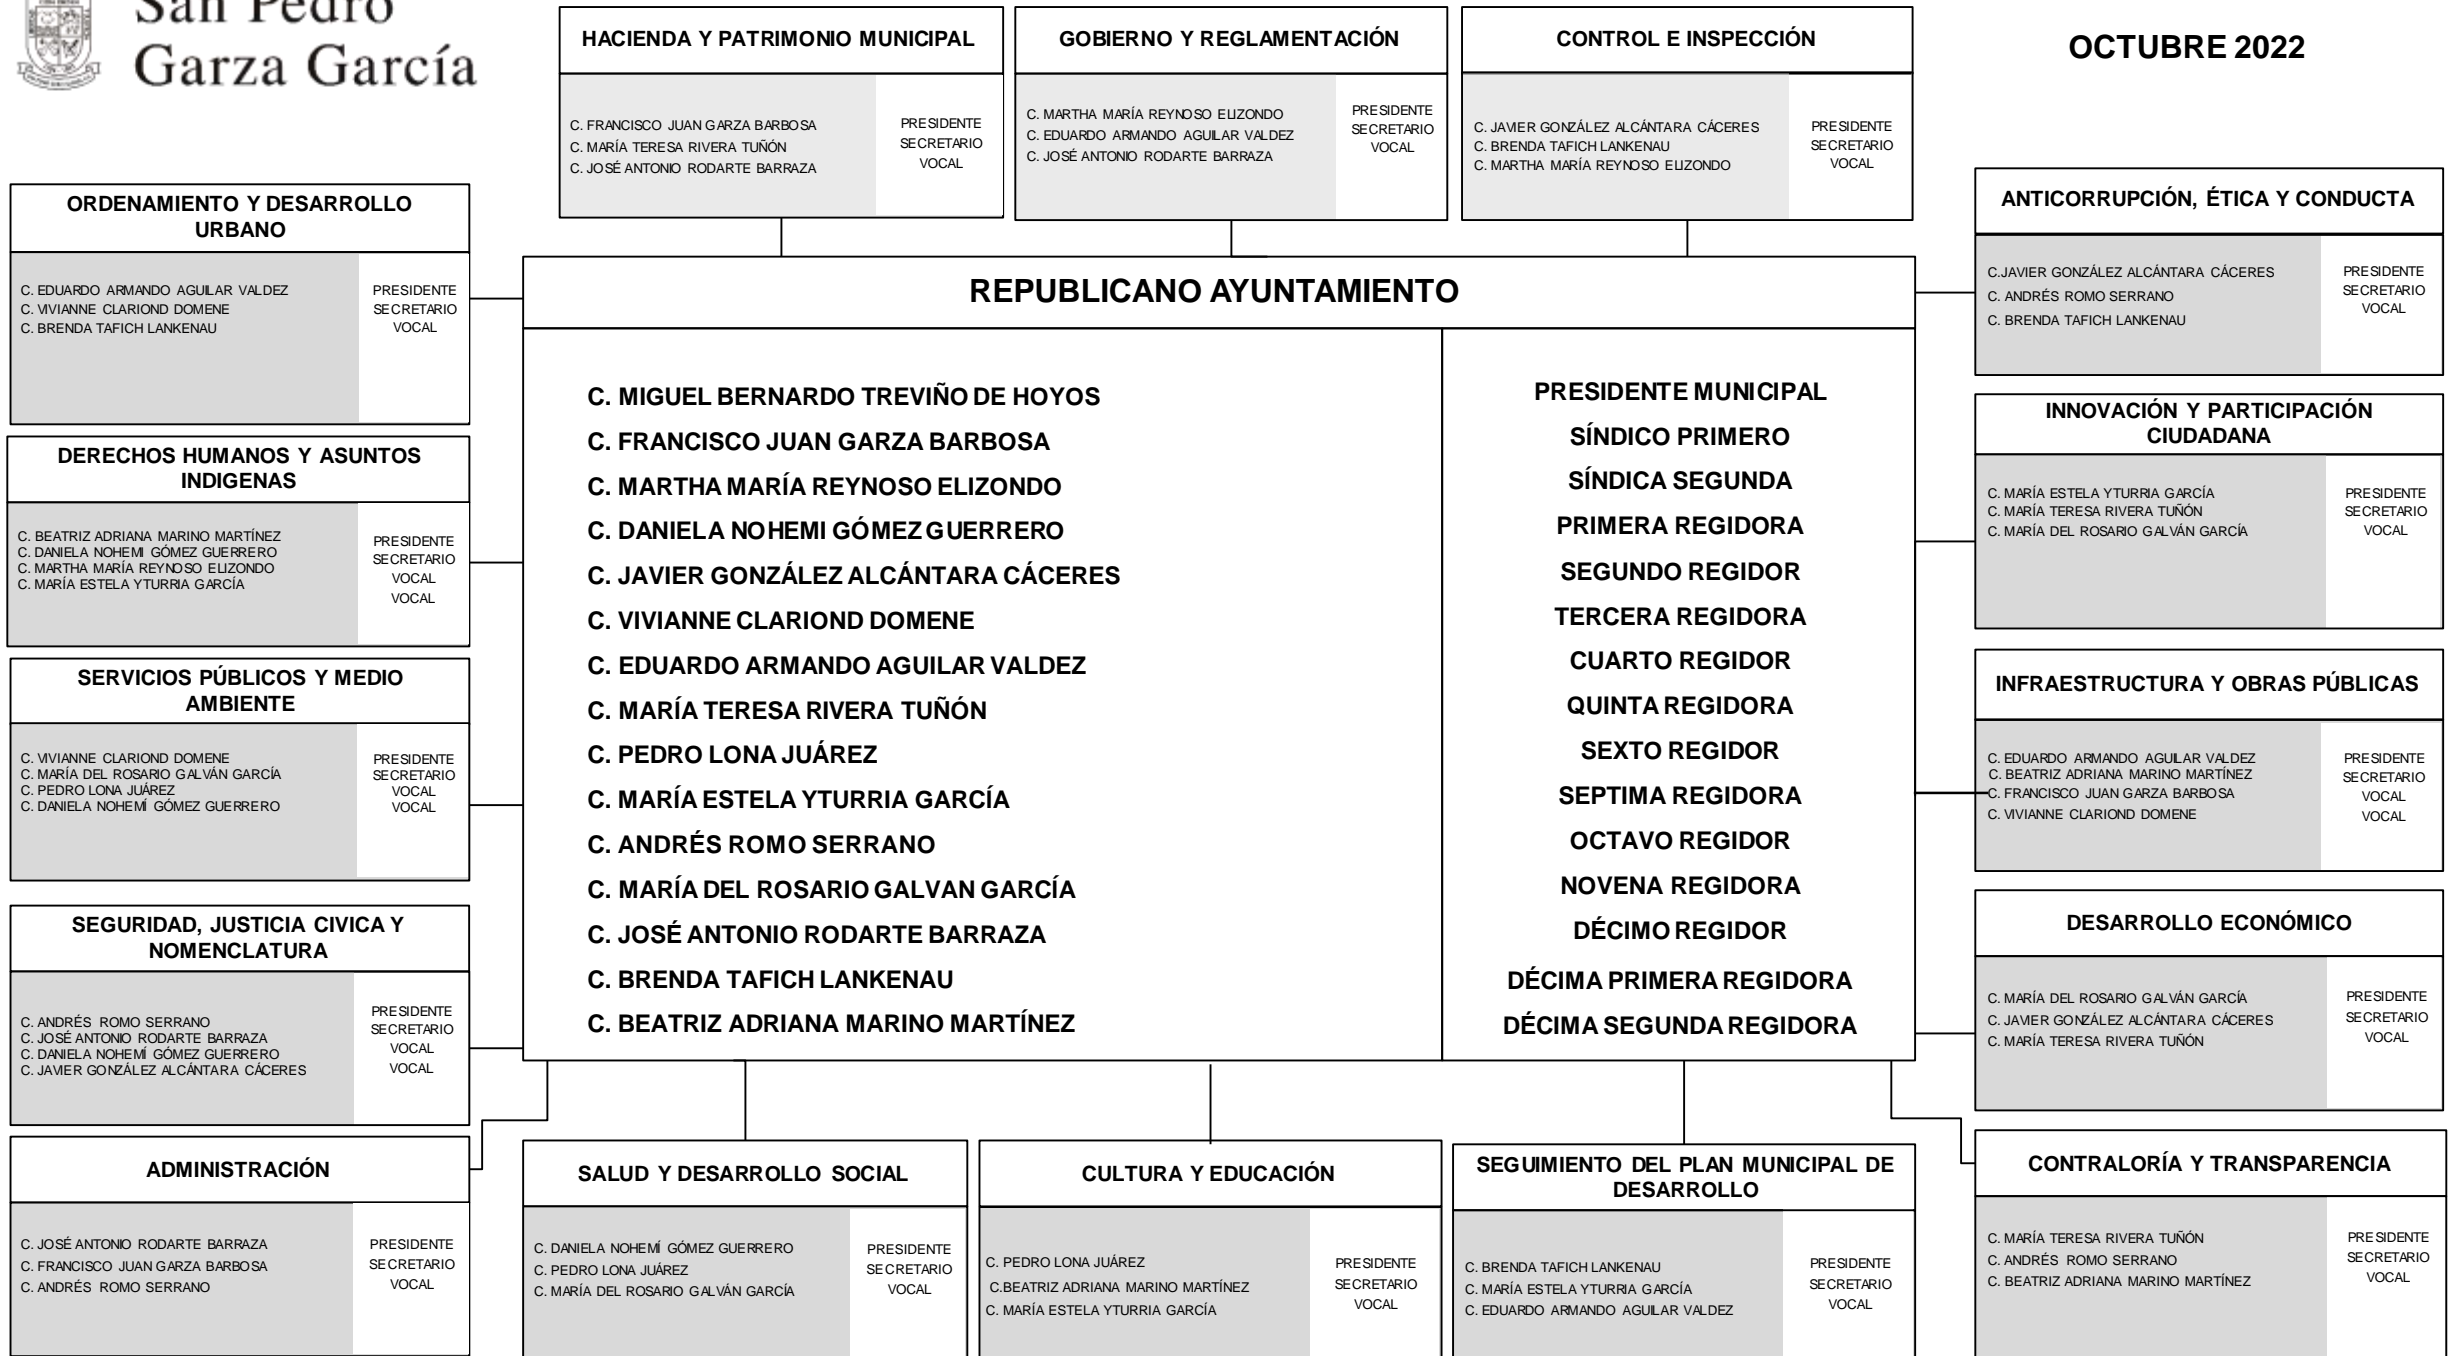 San Pedro
Garza García
OCTUBRE 2022
HACIENDA Y PATRIMONIO MUNICIPAL
C. FRANCISCO JUAN GARZA BARBOSA PRESIDENTE
C. MARÍA TERESA RIVERA TUÑÓN SECRETARIO
C. JOSÉ ANTONIO RODARTE BARRAZA VOCAL
GOBIERNO Y REGLAMENTACIÓN
C. MARTHA MARÍA REYNOSO ELIZONDO PRESIDENTE
C. EDUARDO ARMANDO AGUILAR VALDEZ SECRETARIO
C. JOSÉ ANTONIO RODARTE BARRAZA VOCAL
CONTROL E INSPECCIÓN
C. JAVIER GONZÁLEZ ALCÁNTARA CÁCERES PRESIDENTE
C. BRENDA TAFICH LANKENAU SECRETARIO
C. MARTHA MARÍA REYNOSO ELIZONDO VOCAL
ORDENAMIENTO Y DESARROLLO
URBANO
C. EDUARDO ARMANDO AGUILAR VALDEZ PRESIDENTE
C. VIVIANNE CLARIOND DOMENE SECRETARIO
C. BRENDA TAFICH LANKENAU VOCAL
DERECHOS HUMANOS Y ASUNTOS
INDIGENAS
C. BEATRIZ ADRIANA MARINO MARTÍNEZ PRESIDENTE
C. DANIELA NOHEMI GÓMEZ GUERRERO SECRETARIO
C. MARTHA MARÍA REYNOSO ELIZONDO VOCAL
C. MARÍA ESTELA YTURRIA GARCÍA VOCAL
SERVICIOS PÚBLICOS Y MEDIO
AMBIENTE
C. VIVIANNE CLARIOND DOMENE PRESIDENTE
C. MARÍA DEL ROSARIO GALVÁN GARCÍA SECRETARIO
C. PEDRO LONA JUÁREZ VOCAL
C. DANIELA NOHEMÍ GÓMEZ GUERRERO VOCAL
SEGURIDAD, JUSTICIA CIVICA Y
NOMENCLATURA
C. ANDRÉS ROMO SERRANO PRESIDENTE
C. JOSÉ ANTONIO RODARTE BARRAZA SECRETARIO
C. DANIELA NOHEMÍ GÓMEZ GUERRERO VOCAL
C. JAVIER GONZÁLEZ ALCÁNTARA CÁCERES VOCAL
REPUBLICANO AYUNTAMIENTO
C. MIGUEL BERNARDO TREVIÑO DE HOYOS PRESIDENTE MUNICIPAL
C. FRANCISCO JUAN GARZA BARBOSA SÍNDICO PRIMERO
C. MARTHA MARÍA REYNOSO ELIZONDO SÍNDICA SEGUNDA
C. DANIELA NOHEMI GÓMEZ GUERRERO PRIMERA REGIDORA
C. JAVIER GONZÁLEZ ALCÁNTARA CÁCERES SEGUNDO REGIDOR
C. VIVIANNE CLARIOND DOMENE TERCERA REGIDORA
C. EDUARDO ARMANDO AGUILAR VALDEZ CUARTO REGIDOR
C. MARÍA TERESA RIVERA TUÑÓN QUINTA REGIDORA
C. PEDRO LONA JUÁREZ SEXTO REGIDOR
C. MARÍA ESTELA YTURRIA GARCÍA SEPTIMA REGIDORA
C. ANDRÉS ROMO SERRANO OCTAVO REGIDOR
C. MARÍA DEL ROSARIO GALVAN GARCÍA NOVENA REGIDORA
C. JOSÉ ANTONIO RODARTE BARRAZA DÉCIMO REGIDOR
C. BRENDA TAFICH LANKENAU DÉCIMA PRIMERA REGIDORA
C. BEATRIZ ADRIANA MARINO MARTÍNEZ DÉCIMA SEGUNDA REGIDORA
ANTICORRUPCIÓN, ÉTICA Y CONDUCTA
C.JAVIER GONZÁLEZ ALCÁNTARA CÁCERES PRESIDENTE
C. ANDRÉS ROMO SERRANO SECRETARIO
C. BRENDA TAFICH LANKENAU VOCAL
INNOVACIÓN Y PARTICIPACIÓN
CIUDADANA
C. MARÍA ESTELA YTURRIA GARCÍA PRESIDENTE
C. MARÍA TERESA RIVERA TUÑÓN SECRETARIO
C. MARÍA DEL ROSARIO GALVÁN GARCÍA VOCAL
INFRAESTRUCTURA Y OBRAS PÚBLICAS
C. EDUARDO ARMANDO AGUILAR VALDEZ PRESIDENTE
C. BEATRIZ ADRIANA MARINO MARTÍNEZ SECRETARIO
C. FRANCISCO JUAN GARZA BARBOSA VOCAL
C. VIVIANNE CLARIOND DOMENE VOCAL
DESARROLLO ECONÓMICO
C. MARÍA DEL ROSARIO GALVÁN GARCÍA PRESIDENTE
C. JAVIER GONZÁLEZ ALCÁNTARA CÁCERES SECRETARIO
C. MARÍA TERESA RIVERA TUÑÓN VOCAL
ADMINISTRACIÓN
C. JOSÉ ANTONIO RODARTE BARRAZA PRESIDENTE
C. FRANCISCO JUAN GARZA BARBOSA SECRETARIO
C. ANDRÉS ROMO SERRANO VOCAL
SALUD Y DESARROLLO SOCIAL
C. DANIELA NOHEMÍ GÓMEZ GUERRERO PRESIDENTE
C. PEDRO LONA JUÁREZ SECRETARIO
C. MARÍA DEL ROSARIO GALVÁN GARCÍA VOCAL
CULTURA Y EDUCACIÓN
C. PEDRO LONA JUÁREZ PRESIDENTE
C.BEATRIZ ADRIANA MARINO MARTÍNEZ SECRETARIO
C. MARÍA ESTELA YTURRIA GARCÍA VOCAL
SEGUIMIENTO DEL PLAN MUNICIPAL DE
DESARROLLO
C. BRENDA TAFICH LANKENAU PRESIDENTE
C. MARÍA ESTELA YTURRIA GARCÍA SECRETARIO
C. EDUARDO ARMANDO AGUILAR VALDEZ VOCAL
CONTRALORÍA Y TRANSPARENCIA
C. MARÍA TERESA RIVERA TUÑÓN PRESIDENTE
C. ANDRÉS ROMO SERRANO SECRETARIO
C. BEATRIZ ADRIANA MARINO MARTÍNEZ VOCAL